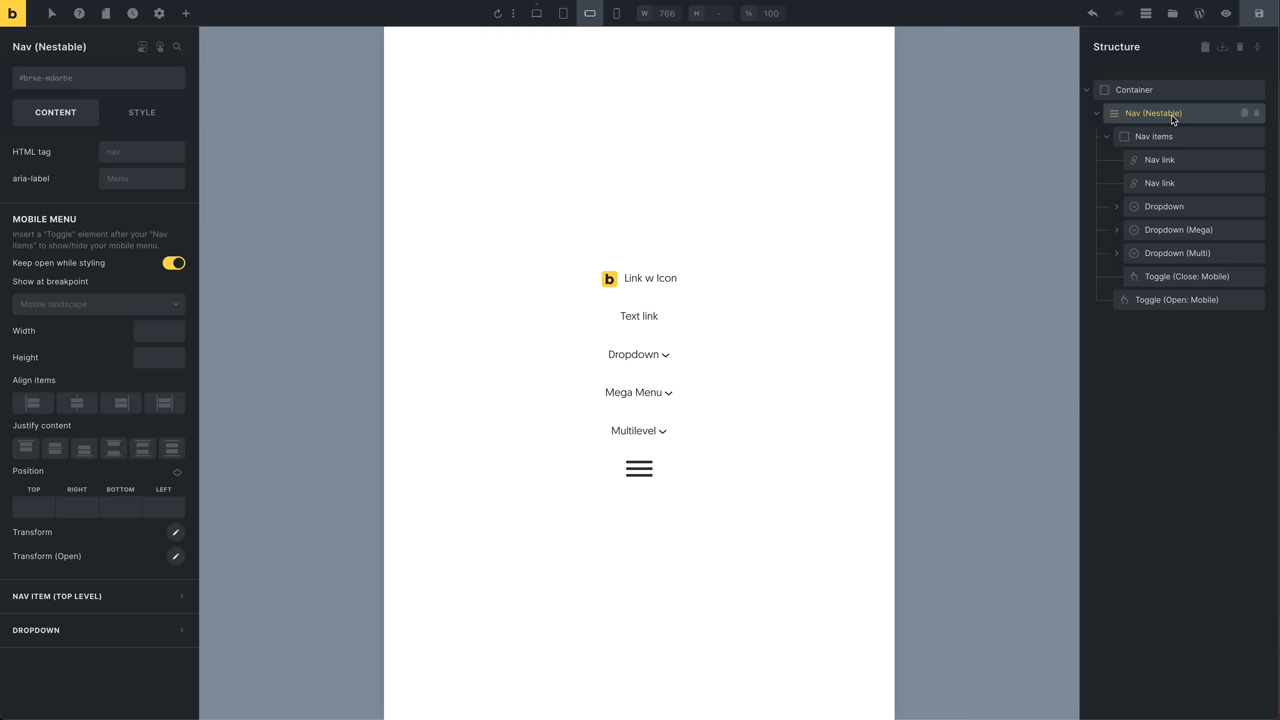 b
W 766 H - % 100
Nav (Nestable)
#brxe-mdarbe
CONTENT STYLE
HTML tag nav
aria-label Menu
MOBILE MENU
Insert a "Toggle" element after your "Nav
items" to show/hide your mobile menu.
Keep open while styling
Show at breakpoint
Mobile landscape
Width
Height
Align items
Justify content
Position
TOP RIGHT BOTTOM LEFT
Transform
Transform (Open)
NAV ITEM (TOP LEVEL)
DROPDOWN
b Link w Icon
Text link
Dropdown
Mega Menu
Multilevel
Structure
Container
Nav (Nestable)
Nav items
Nav link
Nav link
Dropdown
Dropdown (Mega)
Dropdown (Multi)
Toggle (Close: Mobile)
Toggle (Open: Mobile)